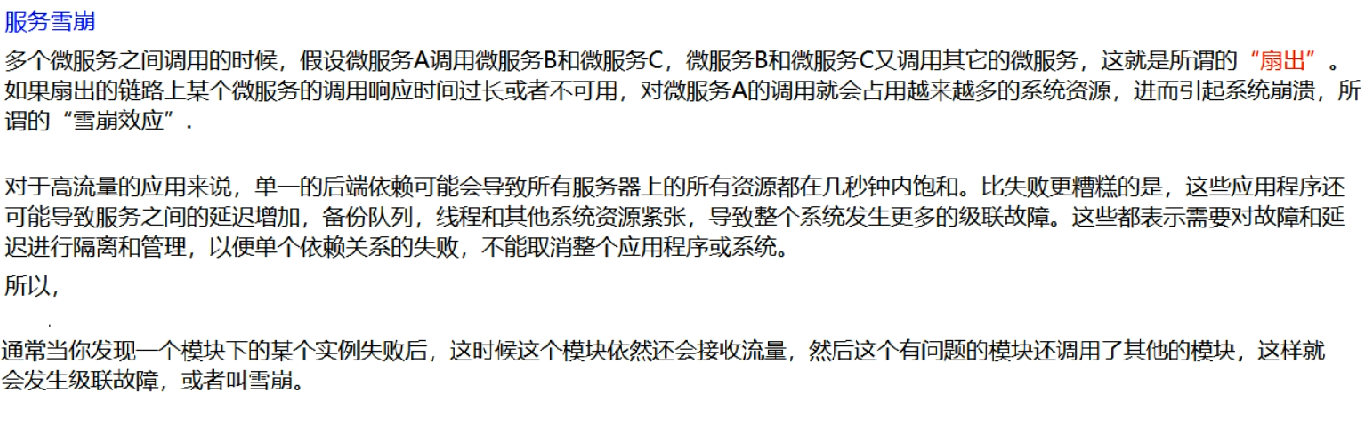 服务雪崩
多个微服务之间调用的时候，假设微服务A调用微服务B和微服务C，微服务B和微服务C又调用其它的微服务，这就是所谓的“扇出”。
如果扇出的链路上某个微服务的调用响应时间过长或者不可用，对微服务A的调用就会占用越来越多的系统资源，进而引起系统崩溃，所
谓的“雪崩效应”.
对于高流量的应用来说，单一的后端依赖可能会导致所有服务器上的所有资源都在几秒钟内饱和。比失败更糟糕的是，这些应用程序还
可能导致服务之间的延迟增加，备份队列，线程和其他系统资源紧张，导致整个系统发生更多的级联故障。这些都表示需要对故障和延
迟进行隔离和管理，以便单个依赖关系的失败，不能取消整个应用程序或系统。
所以，
.
通常当你发现一个模块下的某个实例失败后，这时候这个模块依然还会接收流量，然后这个有问题的模块还调用了其他的模块，这样就
会发生级联故障，或者叫雪崩。